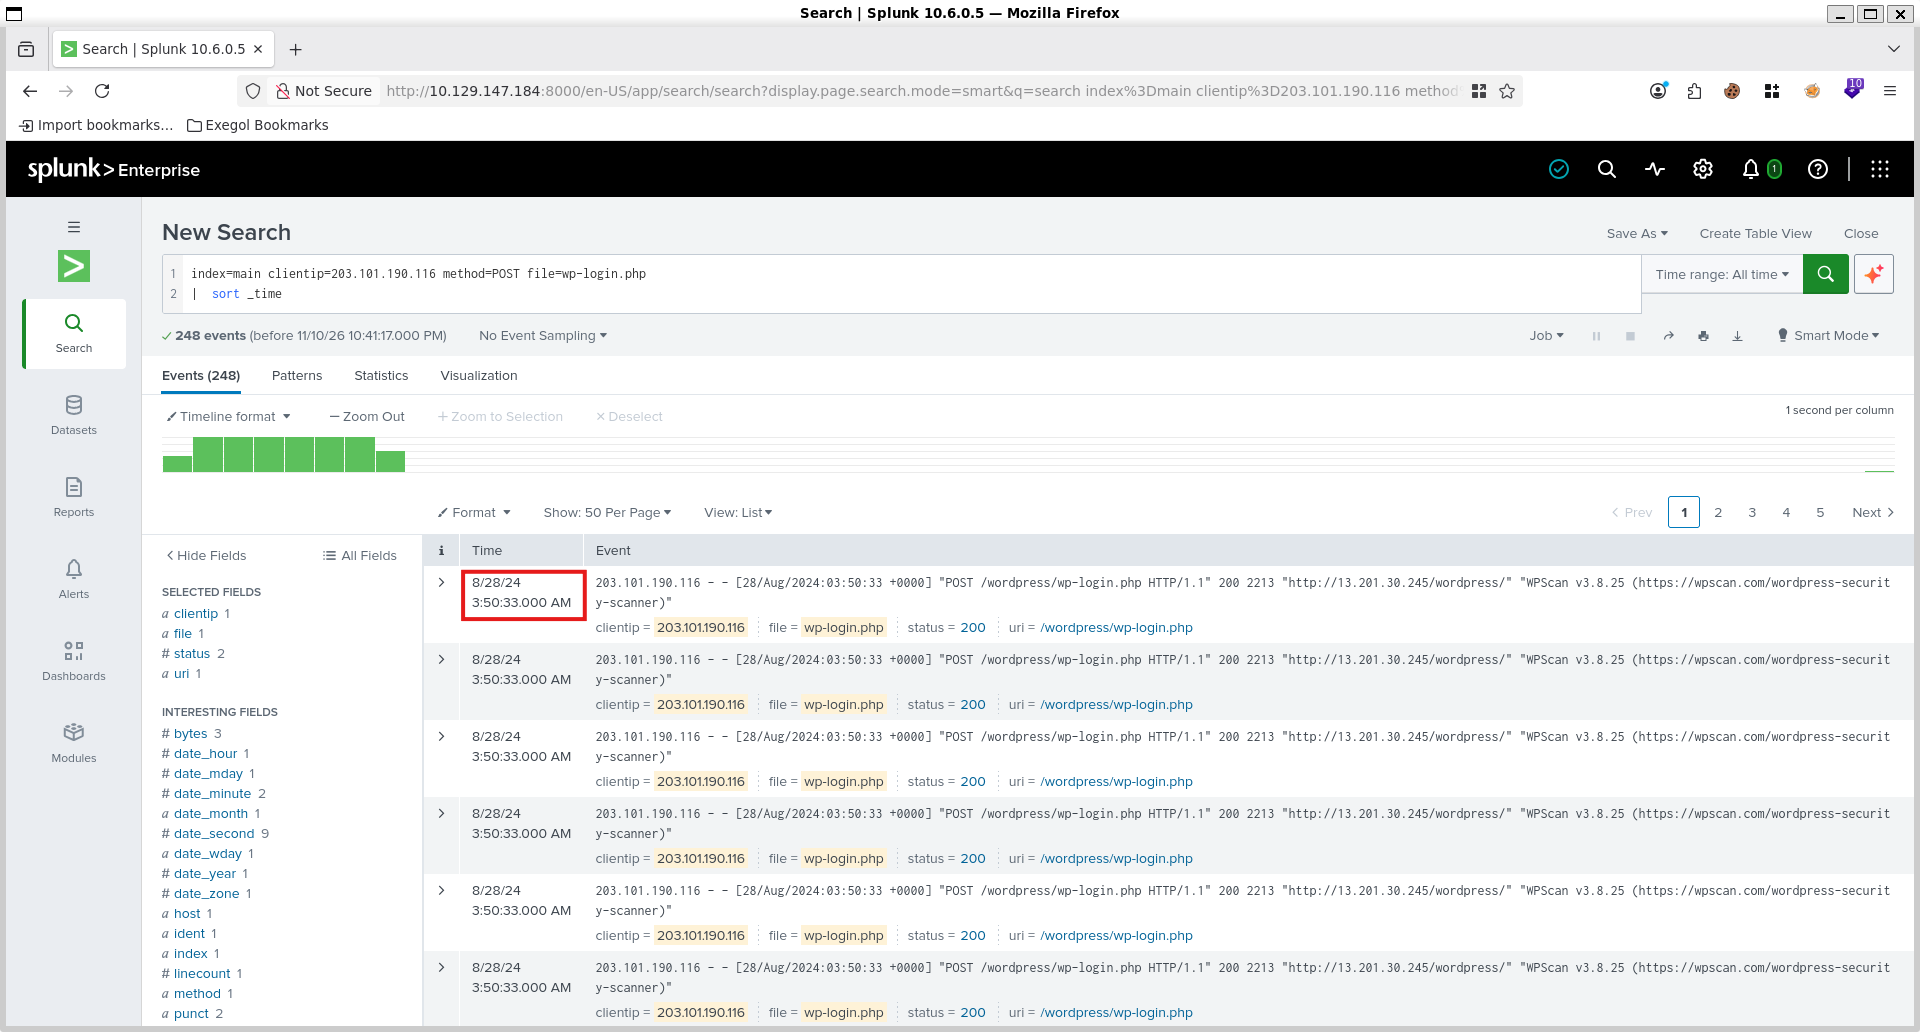 Search | Splunk 10.6.0.5 — Mozilla Firefox
Search | Splunk 10.6.0.5
Not Secure
http://10.129.147.184:8000/en-US/app/search/search?display.page.search.mode=smart&q=search index%3Dmain clientip%3D203.101.190.116 method
10
Import bookmarks...
Exegol Bookmarks
splunk>Enterprise
1
New Search
Save As
Create Table View
Close
1 index=main clientip=203.101.190.116 method=POST file=wp-login.php
2 | sort _time
Time range: All time
248 events (before 11/10/26 10:41:17.000 PM)
No Event Sampling
Job
Smart Mode
Events (248)
Patterns
Statistics
Visualization
Timeline format
Zoom Out
+ Zoom to Selection
× Deselect
1 second per column
Format
Show: 50 Per Page
View: List
< Prev
1
2
3
4
5
Next >
Search
Datasets
Reports
Alerts
Dashboards
Modules
Hide Fields
All Fields
SELECTED FIELDS
a clientip 1
a file 1
# status 2
a uri 1
INTERESTING FIELDS
# bytes 3
# date_hour 1
# date_mday 1
# date_minute 2
a date_month 1
# date_second 9
a date_wday 1
# date_year 1
# date_zone 1
a host 1
a ident 1
a index 1
# linecount 1
a method 1
a punct 2
i
Time
Event
8/28/24
3:50:33.000 AM
203.101.190.116 - - [28/Aug/2024:03:50:33 +0000] "POST /wordpress/wp-login.php HTTP/1.1" 200 2213 "http://13.201.30.245/wordpress/" "WPScan v3.8.25 (https://wpscan.com/wordpress-securit
y-scanner)"
clientip = 203.101.190.116 file = wp-login.php status = 200 uri = /wordpress/wp-login.php
8/28/24
3:50:33.000 AM
203.101.190.116 - - [28/Aug/2024:03:50:33 +0000] "POST /wordpress/wp-login.php HTTP/1.1" 200 2213 "http://13.201.30.245/wordpress/" "WPScan v3.8.25 (https://wpscan.com/wordpress-securit
y-scanner)"
clientip = 203.101.190.116 file = wp-login.php status = 200 uri = /wordpress/wp-login.php
8/28/24
3:50:33.000 AM
203.101.190.116 - - [28/Aug/2024:03:50:33 +0000] "POST /wordpress/wp-login.php HTTP/1.1" 200 2213 "http://13.201.30.245/wordpress/" "WPScan v3.8.25 (https://wpscan.com/wordpress-securit
y-scanner)"
clientip = 203.101.190.116 file = wp-login.php status = 200 uri = /wordpress/wp-login.php
8/28/24
3:50:33.000 AM
203.101.190.116 - - [28/Aug/2024:03:50:33 +0000] "POST /wordpress/wp-login.php HTTP/1.1" 200 2213 "http://13.201.30.245/wordpress/" "WPScan v3.8.25 (https://wpscan.com/wordpress-securit
y-scanner)"
clientip = 203.101.190.116 file = wp-login.php status = 200 uri = /wordpress/wp-login.php
8/28/24
3:50:33.000 AM
203.101.190.116 - - [28/Aug/2024:03:50:33 +0000] "POST /wordpress/wp-login.php HTTP/1.1" 200 2213 "http://13.201.30.245/wordpress/" "WPScan v3.8.25 (https://wpscan.com/wordpress-securit
y-scanner)"
clientip = 203.101.190.116 file = wp-login.php status = 200 uri = /wordpress/wp-login.php
8/28/24
3:50:33.000 AM
203.101.190.116 - - [28/Aug/2024:03:50:33 +0000] "POST /wordpress/wp-login.php HTTP/1.1" 200 2213 "http://13.201.30.245/wordpress/" "WPScan v3.8.25 (https://wpscan.com/wordpress-securit
y-scanner)"
clientip = 203.101.190.116 file = wp-login.php status = 200 uri = /wordpress/wp-login.php